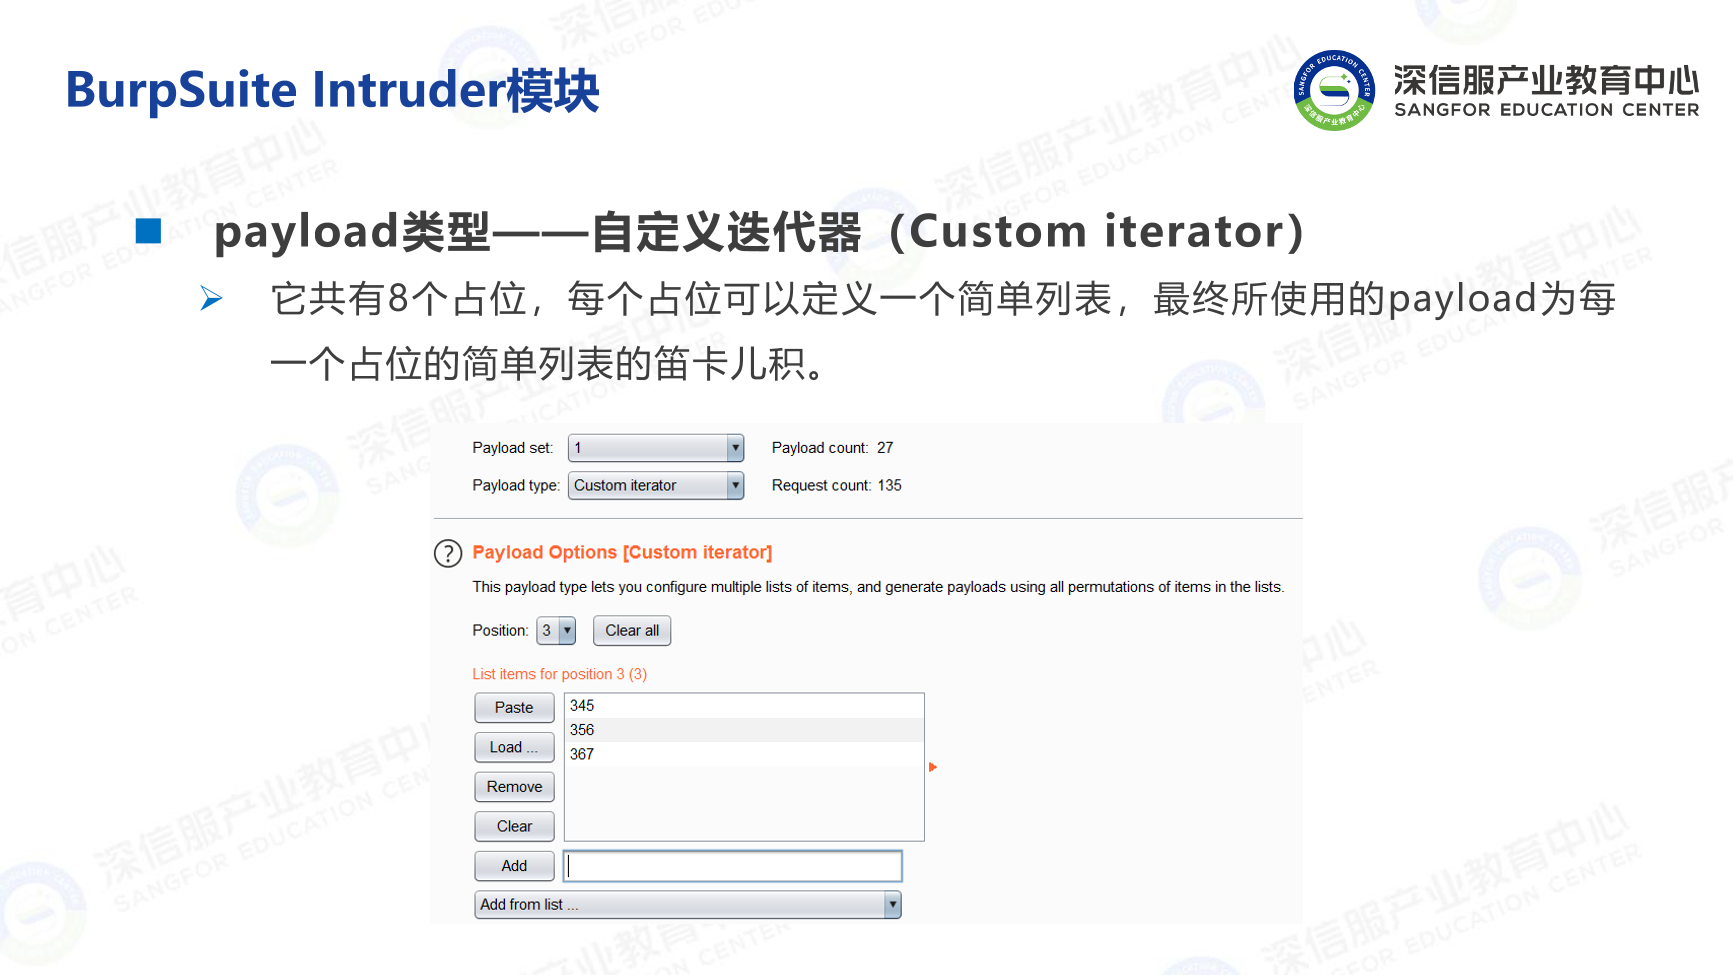 BurpSuite Intruder模块
深信服产业教育中心
SANGFOR EDUCATION CENTER
payload类型——自定义迭代器（Custom iterator）
它共有8个占位，每个占位可以定义一个简单列表，最终所使用的payload为每
一个占位的简单列表的笛卡儿积。
Payload set: 1 Payload count: 27
Payload type: Custom iterator Request count: 135
? Payload Options [Custom iterator]
This payload type lets you configure multiple lists of items, and generate payloads using all permutations of items in the lists.
Position: 3 Clear all
List items for position 3 (3)
Paste 345
356
Load ...
367
Remove
Clear
Add
Add from list ...